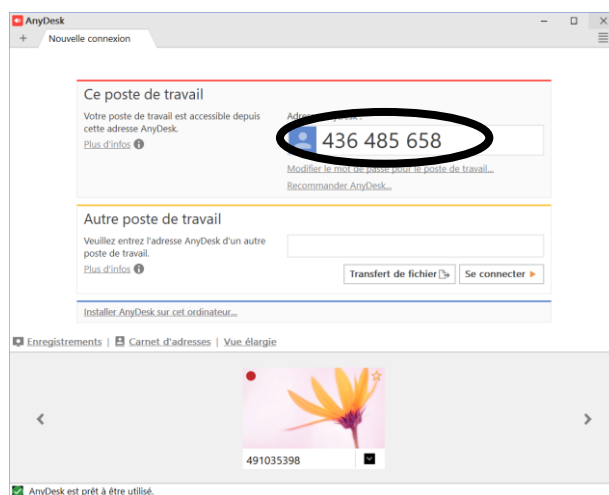 AnyDesk
+ Nouvelle connexion
Ce poste de travail
Votre poste de travail est accessible depuis
cette adresse AnyDesk.
Plus d'infos
436 485 658
Modifier le mot de passe pour le poste de travail...
Recommander AnyDesk...
Autre poste de travail
Veuillez entrez l'adresse AnyDesk d'un autre
poste de travail.
Plus d'infos
Transfert de fichier
Se connecter
Installer AnyDesk sur cet ordinateur...
Enregistrements | Carnet d'adresses | Vue élargie
491035398
AnyDesk est prêt à être utilisé.